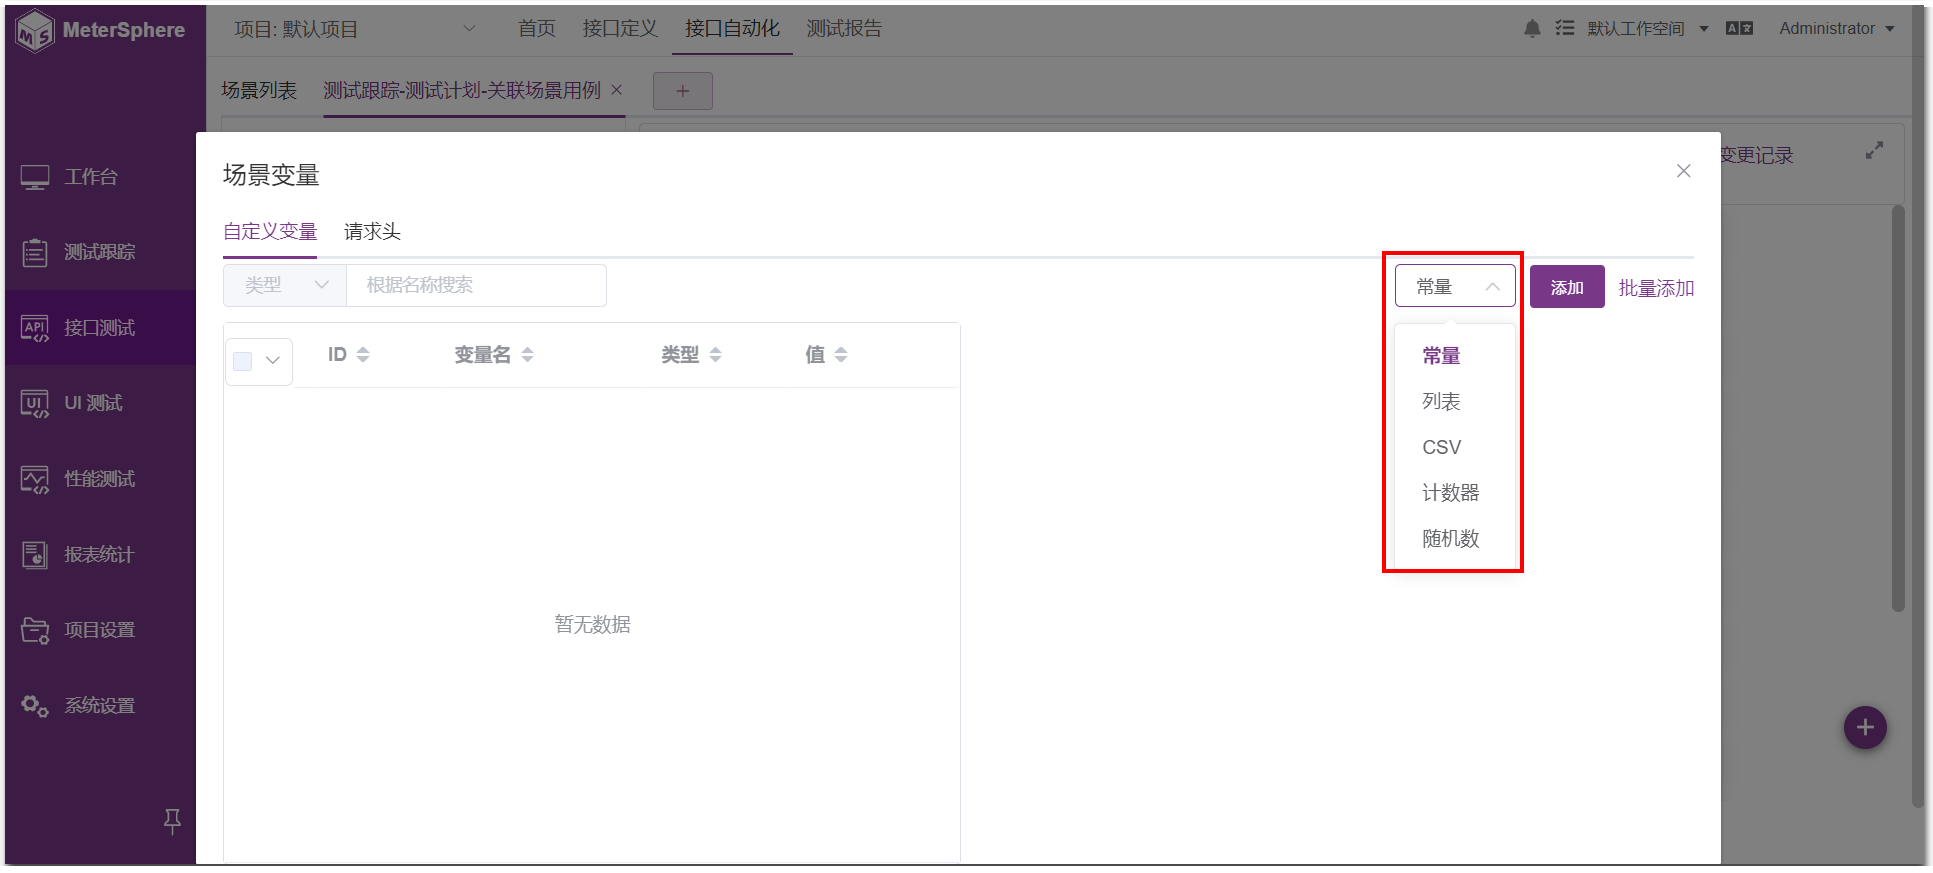 MeterSphere
项目: 默认项目
首页
接口定义
接口自动化
测试报告
默认工作空间
Administrator
场景列表
测试跟踪-测试计划-关联场景用例
变更记录
工作台
测试跟踪
API 接口测试
UI UI 测试
性能测试
报表统计
项目设置
系统设置
场景变量
自定义变量
请求头
类型
根据名称搜索
常量
添加
批量添加
ID
变量名
类型
值
常量
列表
CSV
计数器
随机数
暂无数据